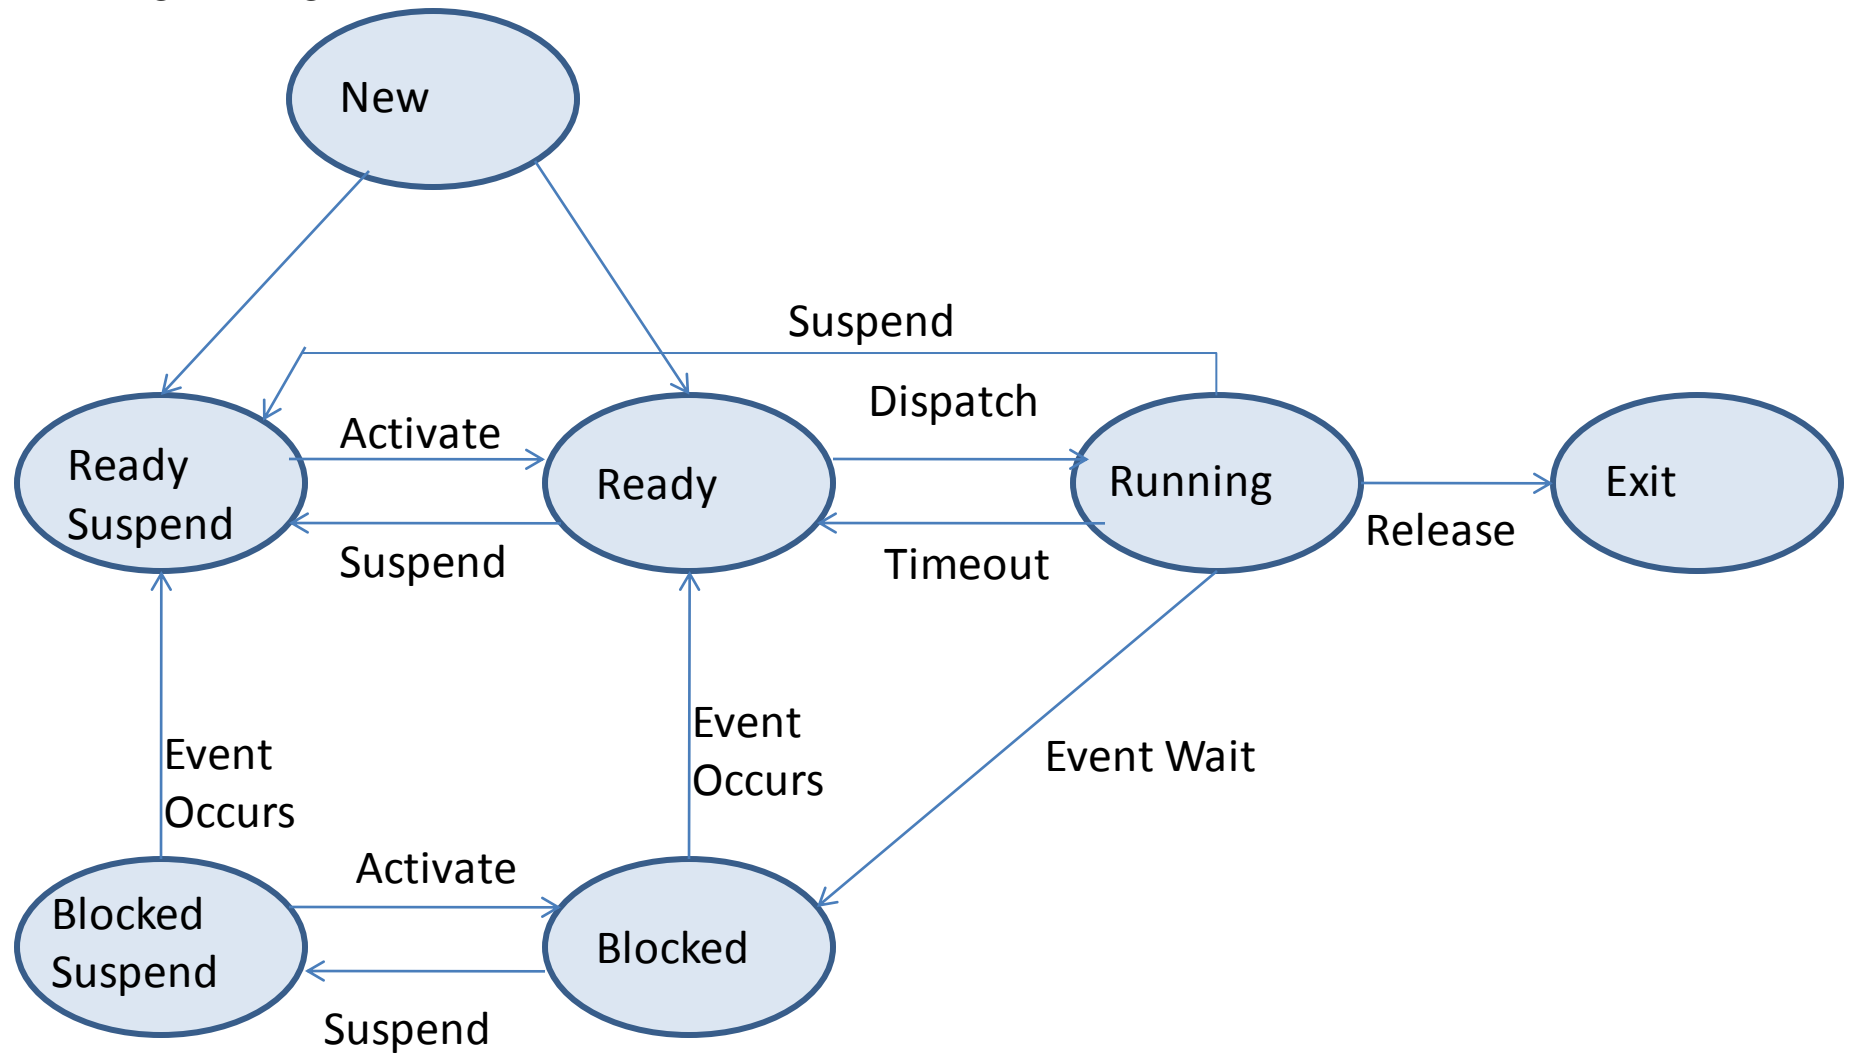 New
Suspend
Dispatch
Activate
Ready
Suspend
Ready
Running
Exit
Release
Suspend
Timeout
Event
Occurs
Event
Occurs
Event Wait
Activate
Blocked
Suspend
Blocked
Suspend